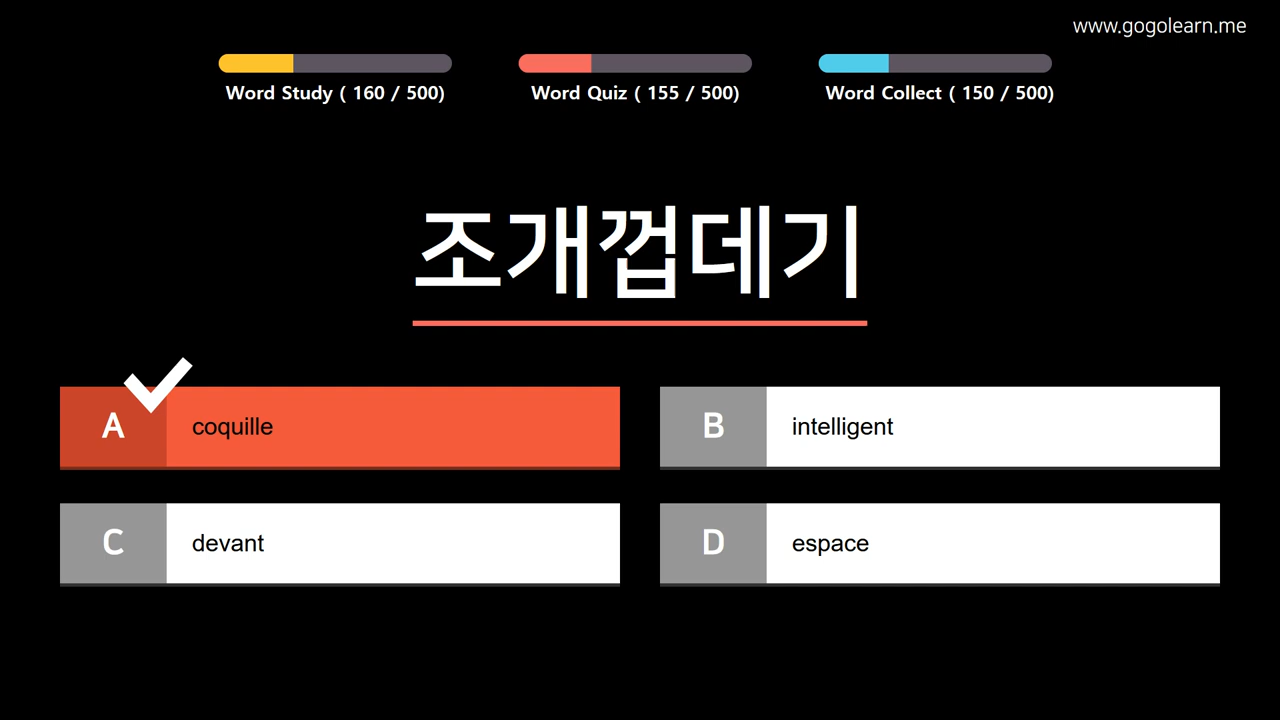 www.gogolearn.me
Word Study ( 160 / 500)
Word Quiz ( 155 / 500)
Word Collect ( 150 / 500)
조개껍데기
A coquille
B intelligent
C devant
D espace